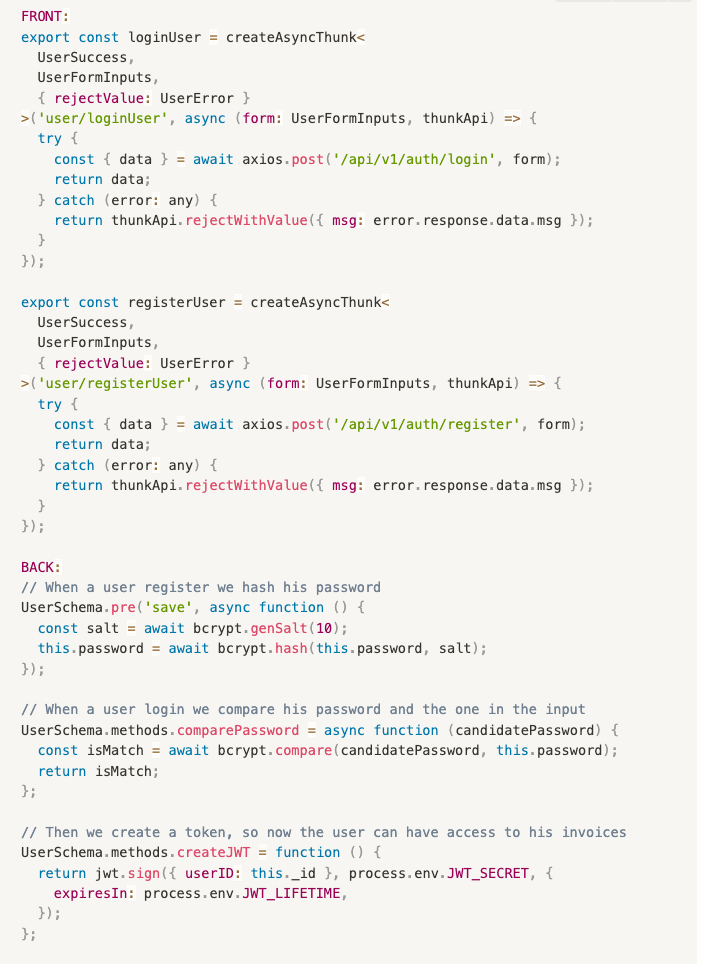 FRONT:
export const loginUser = createAsyncThunk<
  UserSuccess,
  UserFormInputs,
  { rejectValue: UserError }
>('user/loginUser', async (form: UserFormInputs, thunkApi) => {
  try {
    const { data } = await axios.post('/api/v1/auth/login', form);
    return data;
  } catch (error: any) {
    return thunkApi.rejectWithValue({ msg: error.response.data.msg });
  }
});

export const registerUser = createAsyncThunk<
  UserSuccess,
  UserFormInputs,
  { rejectValue: UserError }
>('user/registerUser', async (form: UserFormInputs, thunkApi) => {
  try {
    const { data } = await axios.post('/api/v1/auth/register', form);
    return data;
  } catch (error: any) {
    return thunkApi.rejectWithValue({ msg: error.response.data.msg });
  }
});

BACK:
// When a user register we hash his password
UserSchema.pre('save', async function () {
  const salt = await bcrypt.genSalt(10);
  this.password = await bcrypt.hash(this.password, salt);
});

// When a user login we compare his password and the one in the input
UserSchema.methods.comparePassword = async function (candidatePassword) {
  const isMatch = await bcrypt.compare(candidatePassword, this.password);
  return isMatch;
};

// Then we create a token, so now the user can have access to his invoices
UserSchema.methods.createJWT = function () {
  return jwt.sign({ userID: this._id }, process.env.JWT_SECRET, {
    expiresIn: process.env.JWT_LIFETIME,
  });
};